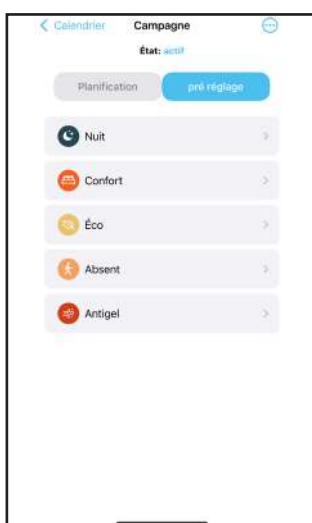 Calendrier Campagne
État: actif
Planification pré réglage
Nuit
Confort
Éco
Absent
Antigel